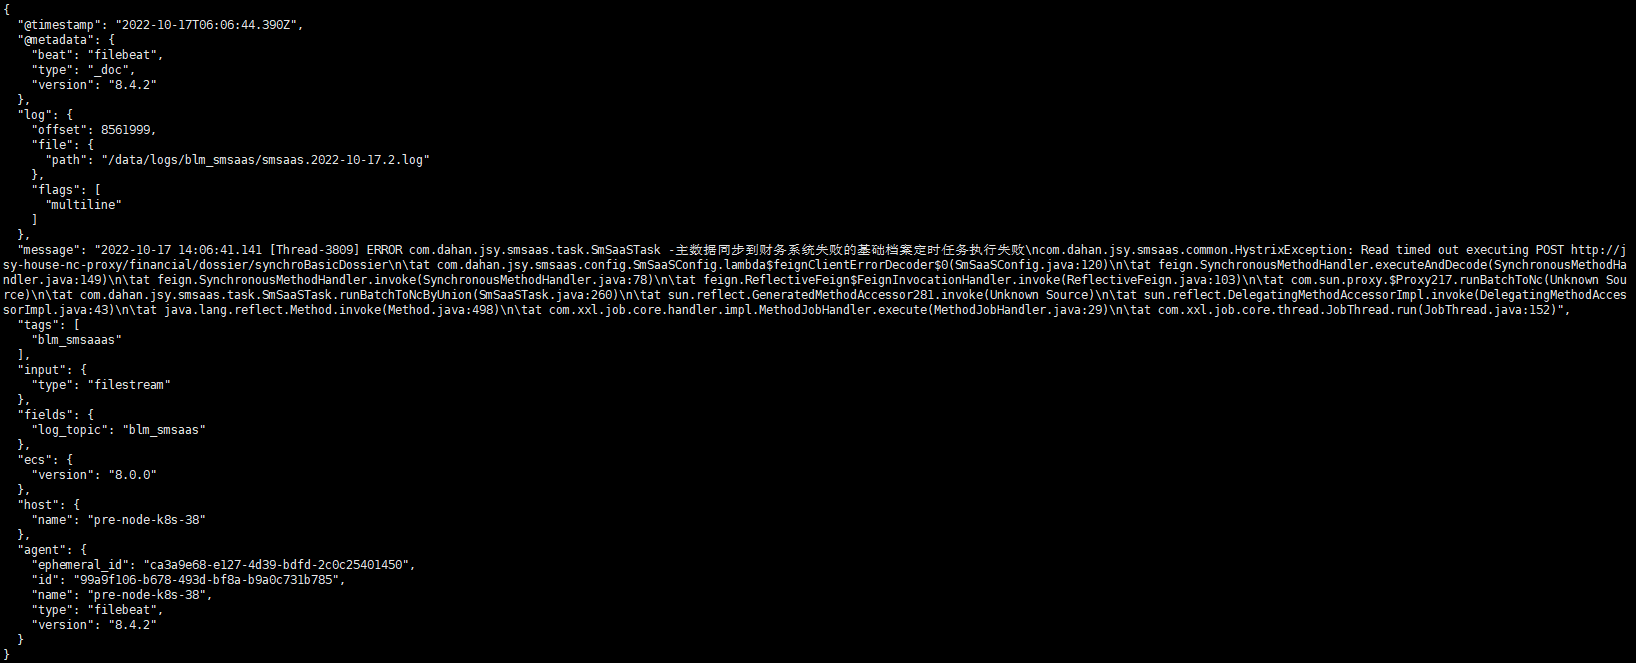 {
  "@timestamp": "2022-10-17T06:06:44.390Z",
  "@metadata": {
    "beat": "filebeat",
    "type": "_doc",
    "version": "8.4.2"
  },
  "log": {
    "offset": 8561999,
    "file": {
      "path": "/data/logs/blm_smsaas/smsaas.2022-10-17.2.log"
    },
    "flags": [
      "multiline"
    ]
  },
  "message": "2022-10-17 14:06:41.141 [Thread-3809] ERROR com.dahan.jsy.smsaas.task.SmSaaSTask -主数据同步到财务系统失败的基础档案定时任务执行失败\ncom.dahan.jsy.smsaas.common.HystrixException: Read timed out executing POST http://j
sy-house-nc-proxy/financial/dossier/synchroBasicDossier\n\tat com.dahan.jsy.smsaas.config.SmSaaSConfig.lambda$feignClientErrorDecoder$0(SmSaaSConfig.java:120)\n\tat feign.SynchronousMethodHandler.executeAndDecode(SynchronousMethodHa
ndler.java:149)\n\tat feign.SynchronousMethodHandler.invoke(SynchronousMethodHandler.java:78)\n\tat feign.ReflectiveFeign$FeignInvocationHandler.invoke(ReflectiveFeign.java:103)\n\tat com.sun.proxy.$Proxy217.runBatchToNc(Unknown Sou
rce)\n\tat com.dahan.jsy.smsaas.task.SmSaaSTask.runBatchToNcByUnion(SmSaaSTask.java:260)\n\tat sun.reflect.GeneratedMethodAccessor281.invoke(Unknown Source)\n\tat sun.reflect.DelegatingMethodAccessorImpl.invoke(DelegatingMethodAcces
sorImpl.java:43)\n\tat java.lang.reflect.Method.invoke(Method.java:498)\n\tat com.xxl.job.core.handler.impl.MethodJobHandler.execute(MethodJobHandler.java:29)\n\tat com.xxl.job.core.thread.JobThread.run(JobThread.java:152)",
  "tags": [
    "blm_smsaaas"
  ],
  "input": {
    "type": "filestream"
  },
  "fields": {
    "log_topic": "blm_smsaas"
  },
  "ecs": {
    "version": "8.0.0"
  },
  "host": {
    "name": "pre-node-k8s-38"
  },
  "agent": {
    "ephemeral_id": "ca3a9e68-e127-4d39-bdfd-2c0c25401450",
    "id": "99a9f106-b678-493d-bf8a-b9a0c731b785",
    "name": "pre-node-k8s-38",
    "type": "filebeat",
    "version": "8.4.2"
  }
}